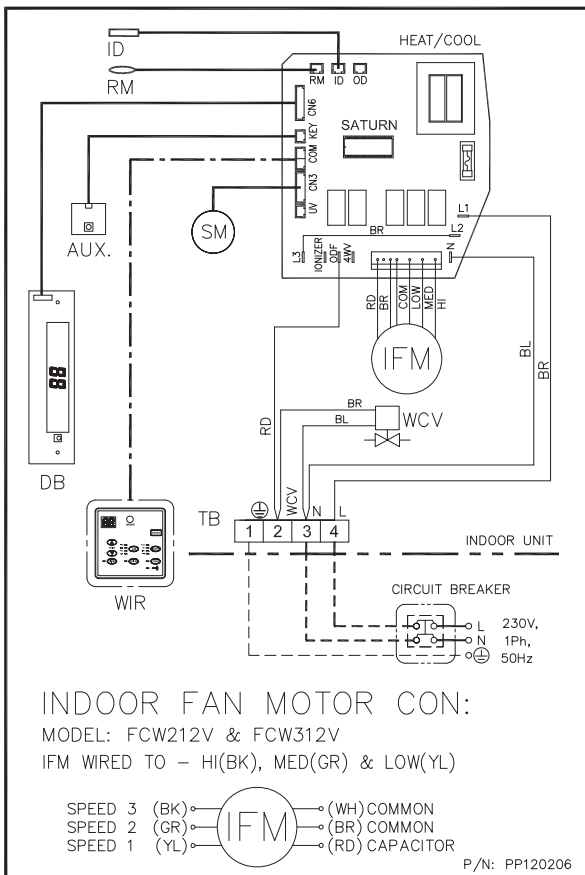 ID
HEAT/COOL
RM
RM ID OD
CN6
SATURN
KEY
COM
CN3
UV
AUX.
SM
L1
L2
BR
N
L3
IONIZER
ODF
4WV
RD
BR
COM
LOW
MED
HI
IFM
BL
BR
88
RD
BR
BL
WCV
DB
WCV
N
L
TB
1 2 3 4
INDOOR UNIT
WIR
CIRCUIT BREAKER
L
N
230V,
1Ph,
50Hz
INDOOR FAN MOTOR CON:
MODEL: FCW212V & FCW312V
IFM WIRED TO – HI(BK), MED(GR) & LOW(YL)
SPEED 3 (BK) IFM (WH) COMMON
SPEED 2 (GR) (BR) COMMON
SPEED 1 (YL) (RD) CAPACITOR
P/N: PP120206